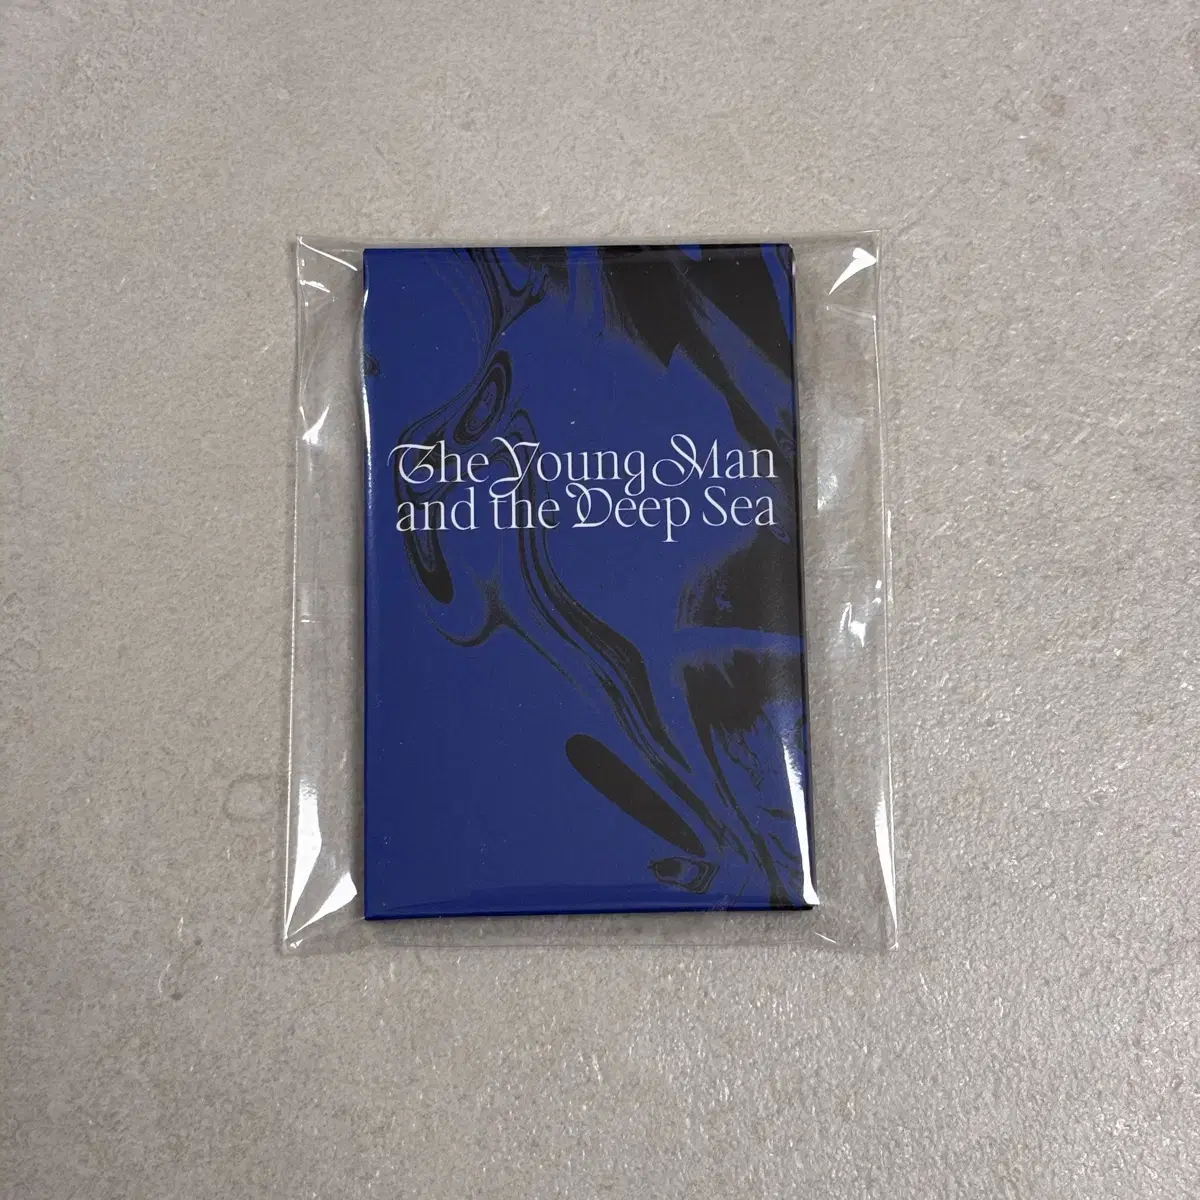 The Young Man
and the Deep Sea